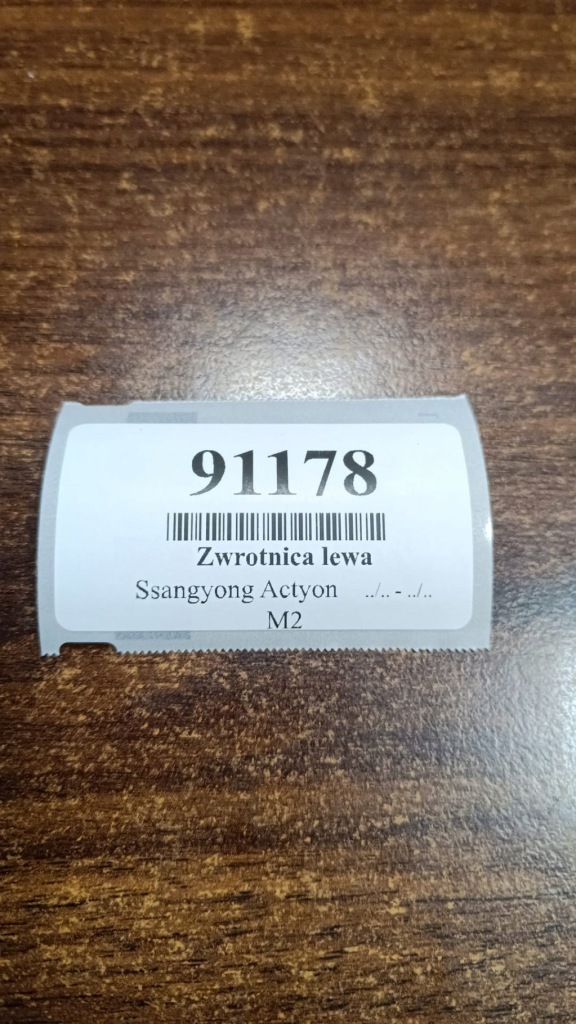 91178
Zwrotnica lewa
Ssangyong Actyon ../.. - ../..
M2